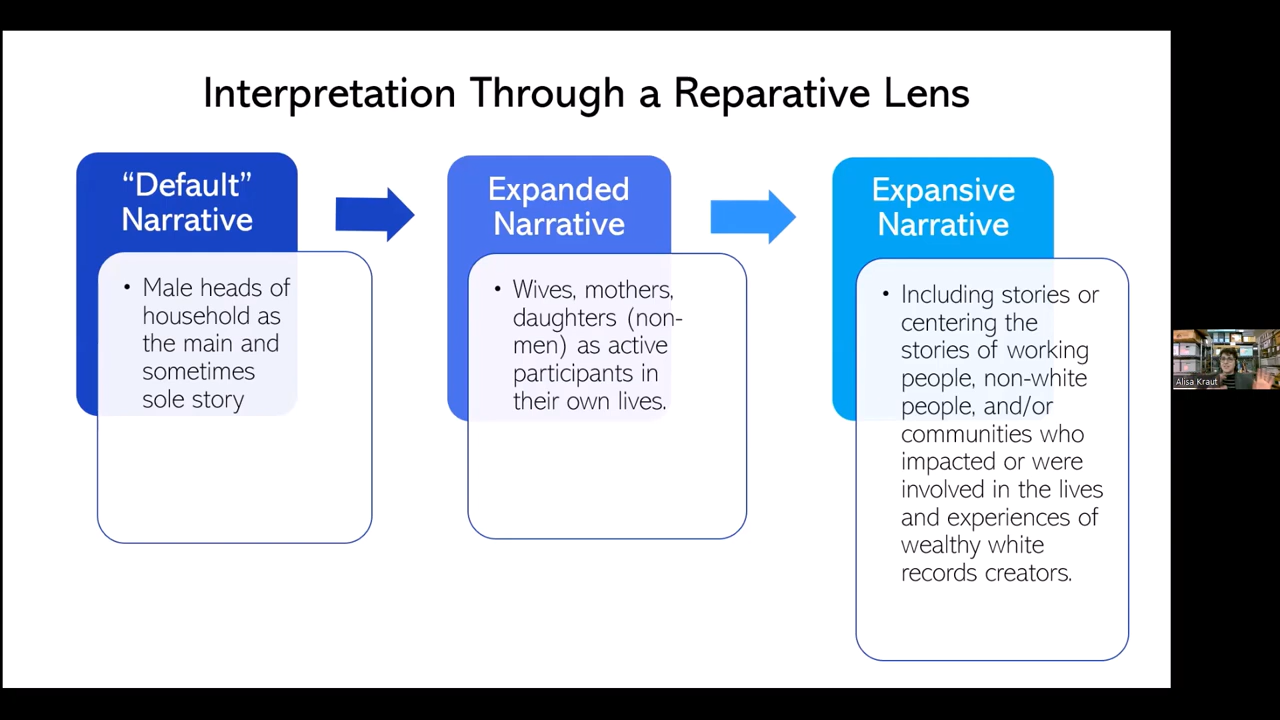 Interpretation Through a Reparative Lens
“Default”
Narrative
• Male heads of
household as
the main and
sometimes
sole story
Expanded
Narrative
• Wives, mothers,
daughters (non-
men) as active
participants in
their own lives.
Expansive
Narrative
• Including stories or
centering the
stories of working
people, non-white
people, and/or
communities who
impacted or were
involved in the lives
and experiences of
wealthy white
records creators.
Alisa Kraut